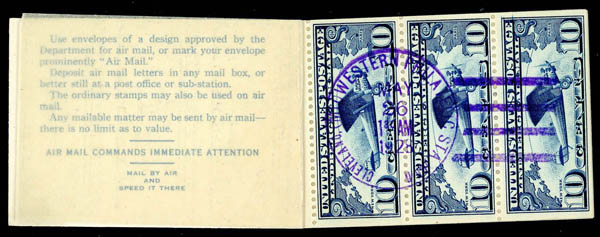 Use envelopes of a design approved by the
Department for air mail, or mark your envelope
prominently "Air Mail."
Deposit air mail letters in any mail box, or
better still at a post office or sub-station.
The ordinary stamps may also be used on air
mail.
Any mailable matter may be sent by air mail—
there is no limit as to value.
AIR MAIL COMMANDS IMMEDIATE ATTENTION
MAIL BY AIR
AND
SPEED IT THERE
10 UNITED STATES POSTAGE 10
10 UNITED STATES POSTAGE 10
10 UNITED STATES POSTAGE 10
CENTS
CLEVELAND
MAY
26
AM
1928